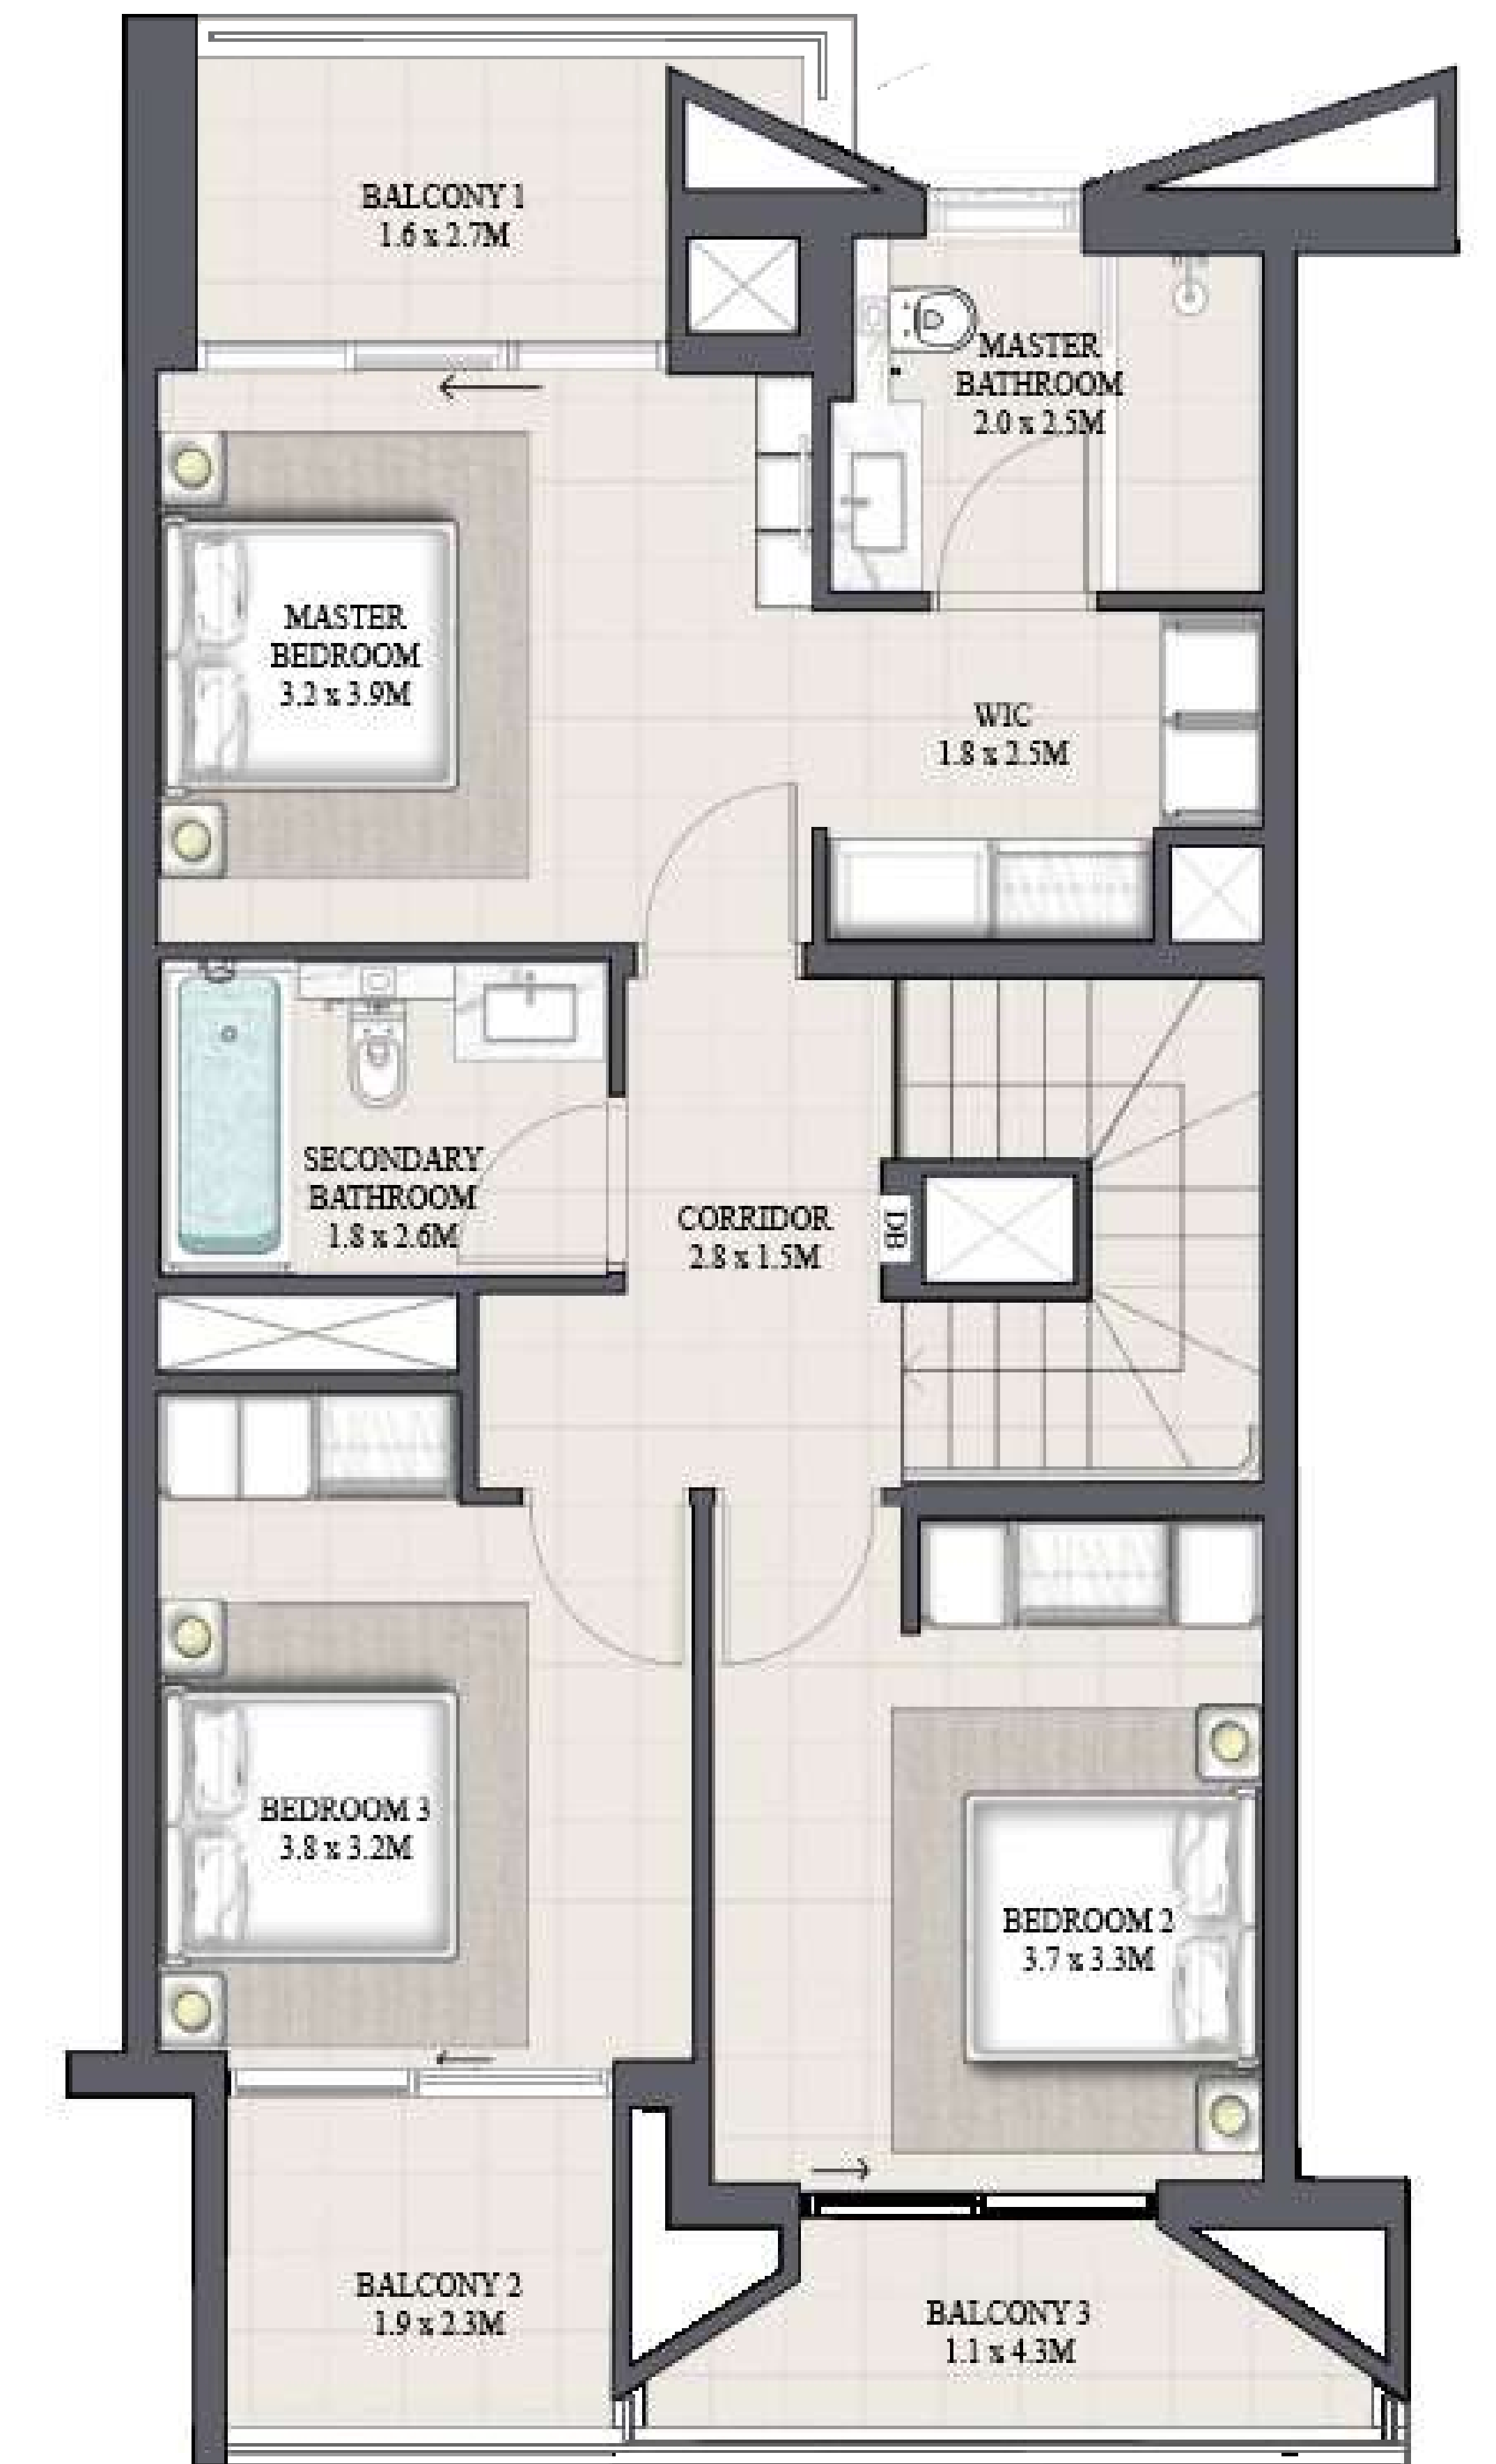 BALCONY 1
1.6 x 2.7M
MASTER
BATHROOM
2.0 x 2.5M
MASTER
BEDROOM
3.2 x 3.9M
WIC
1.8 x 2.5M
SECONDARY
BATHROOM
1.8 x 2.6M
CORRIDOR
2.8 x 1.5M
DB
BEDROOM 3
3.8 x 3.2M
BEDROOM 2
3.7 x 3.3M
BALCONY 2
1.9 x 2.3M
BALCONY 3
1.1 x 4.3M